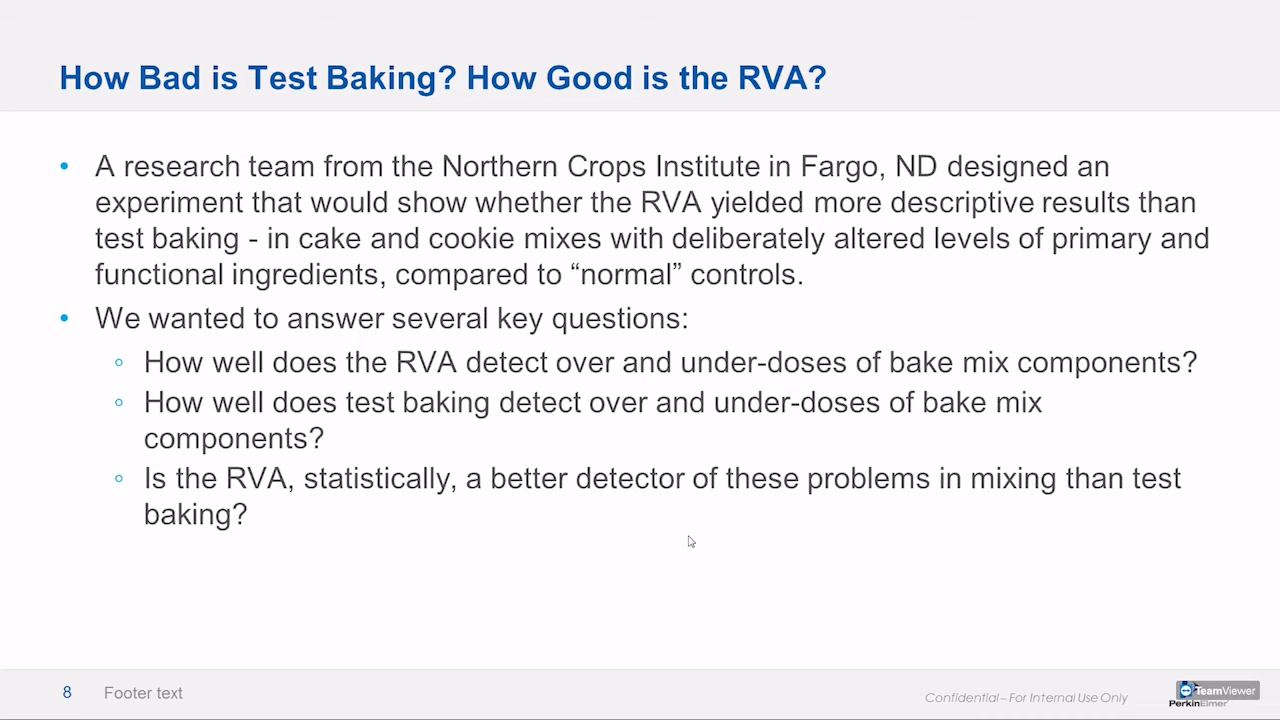 How Bad is Test Baking? How Good is the RVA?
• A research team from the Northern Crops Institute in Fargo, ND designed an
experiment that would show whether the RVA yielded more descriptive results than
test baking - in cake and cookie mixes with deliberately altered levels of primary and
functional ingredients, compared to “normal” controls.
• We wanted to answer several key questions:
◦ How well does the RVA detect over and under-doses of bake mix components?
◦ How well does test baking detect over and under-doses of bake mix
components?
◦ Is the RVA, statistically, a better detector of these problems in mixing than test
baking?
8 Footer text
Confidential – For Internal Use Only
TeamViewer
PerkinElmer